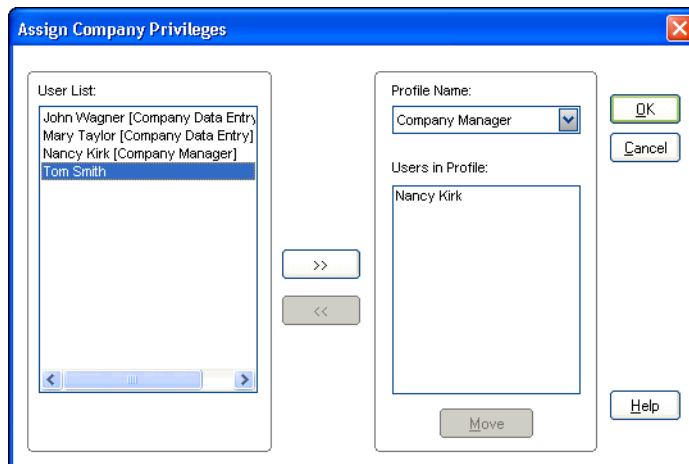 Assign Company Privileges
User List:
John Wagner [Company Data Entry
Mary Taylor [Company Data Entry]
Nancy Kirk [Company Manager]
Tom Smith
>>
<<
Profile Name:
Company Manager
Users in Profile:
Nancy Kirk
Move
OK
Cancel
Help